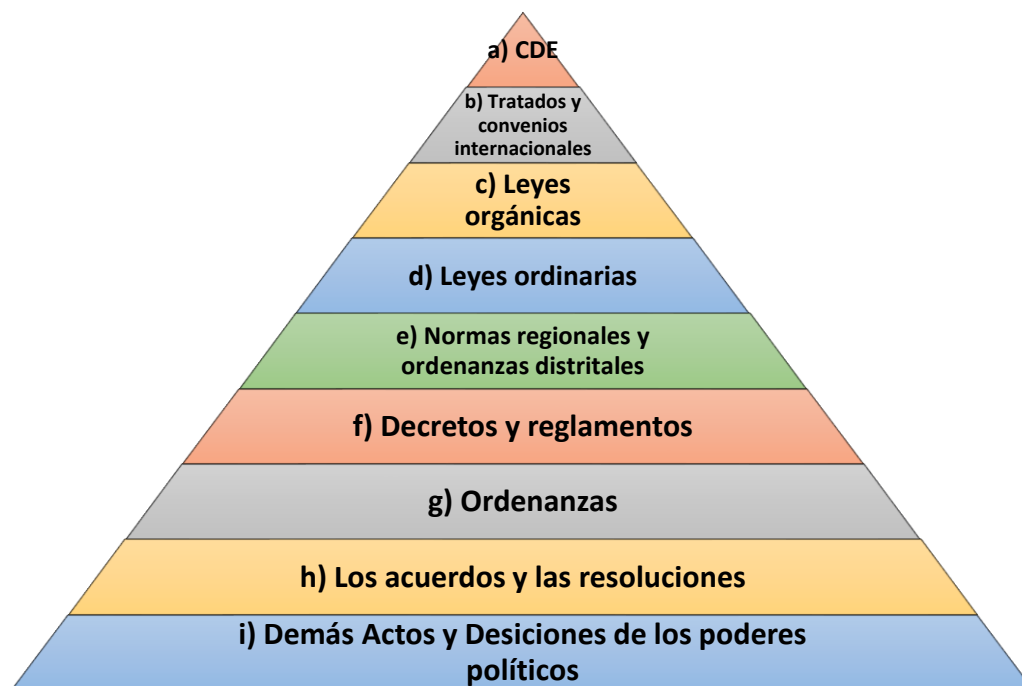 a) CDE
b) Tratados y
convenios
internacionales
c) Leyes
orgánicas
d) Leyes ordinarias
e) Normas regionales y
ordenanzas distritales
f) Decretos y reglamentos
g) Ordenanzas
h) Los acuerdos y las resoluciones
i) Demás Actos y Desiciones de los poderes
políticos